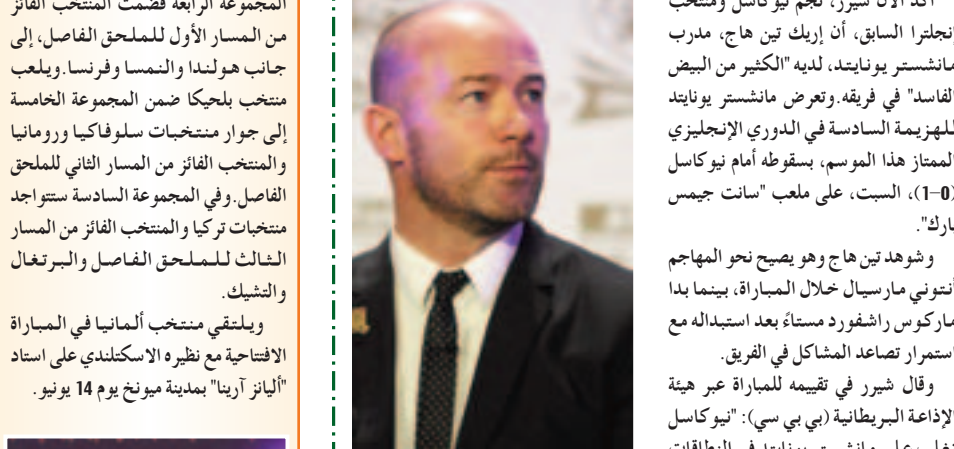 أكد آلان شيرر، نجم نيوكاسل ومنتخب
إنجلترا السابق، أن إريك تين هاج، مدرب
مانشستر يونايتد، لديه "الكثير من البيض
الفاسد" في فريقه.وتعرض مانشستر يونايتد
للهزيمة السادسة في الدوري الإنجليزي
الممتاز هذا الموسم، بسقوطه أمام نيوكاسل
(0-1)، السبت، على ملعب "سانت جيمس
بارك".
وشوهد تين هاج وهو يصيح نحو المهاجم
أنتوني مارسيال خلال المباراة، بينما بدا
ماركوس راشفورد مستاءً بعد استبداله مع
استمرار تصاعد المشاكل في الفريق.
وقال شيرر في تقييمه للمباراة عبر هيئة
الإذاعة البريطانية (بي بي سي): "نيوكاسل
المجموعة الرابعة فضمت المنتخب الفائز
من المسار الأول للملحق الفاصل، إلى
جانب هولندا والنمسا وفرنسا.ويلعب
منتخب بلجيكا ضمن المجموعة الخامسة
إلى جوار منتخبات سلوفاكيا ورومانيا
والمنتخب الفائز من المسار الثاني للملحق
الفاصل.وفي المجموعة السادسة ستتواجد
منتخبات تركيا والمنتخب الفائز من المسار
الثالث للملحق الفاصل والبرتغال
والتشيك.
ويلتقي منتخب ألمانيا في المباراة
الافتتاحية مع نظيره الاسكتلندي على استاد
"أليانز آرينا" بمدينة ميونخ يوم 14 يونيو.